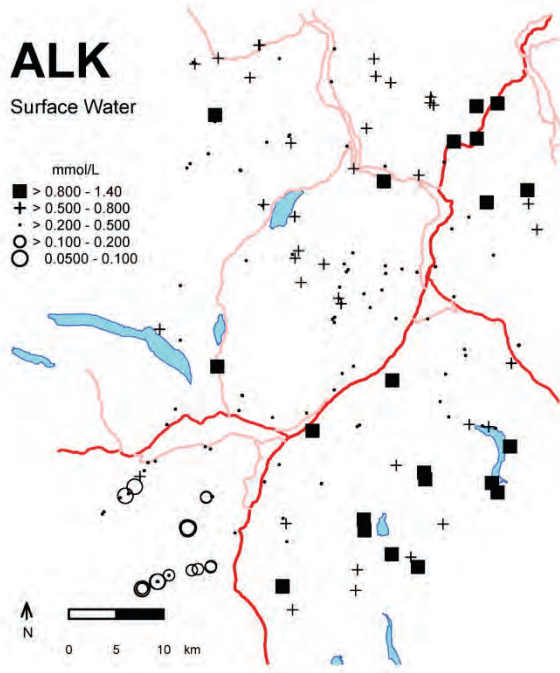 ALK
Surface Water
mmol/L
> 0.800 - 1.40
> 0.500 - 0.800
> 0.200 - 0.500
> 0.100 - 0.200
0.0500 - 0.100
N
0 5 10 km